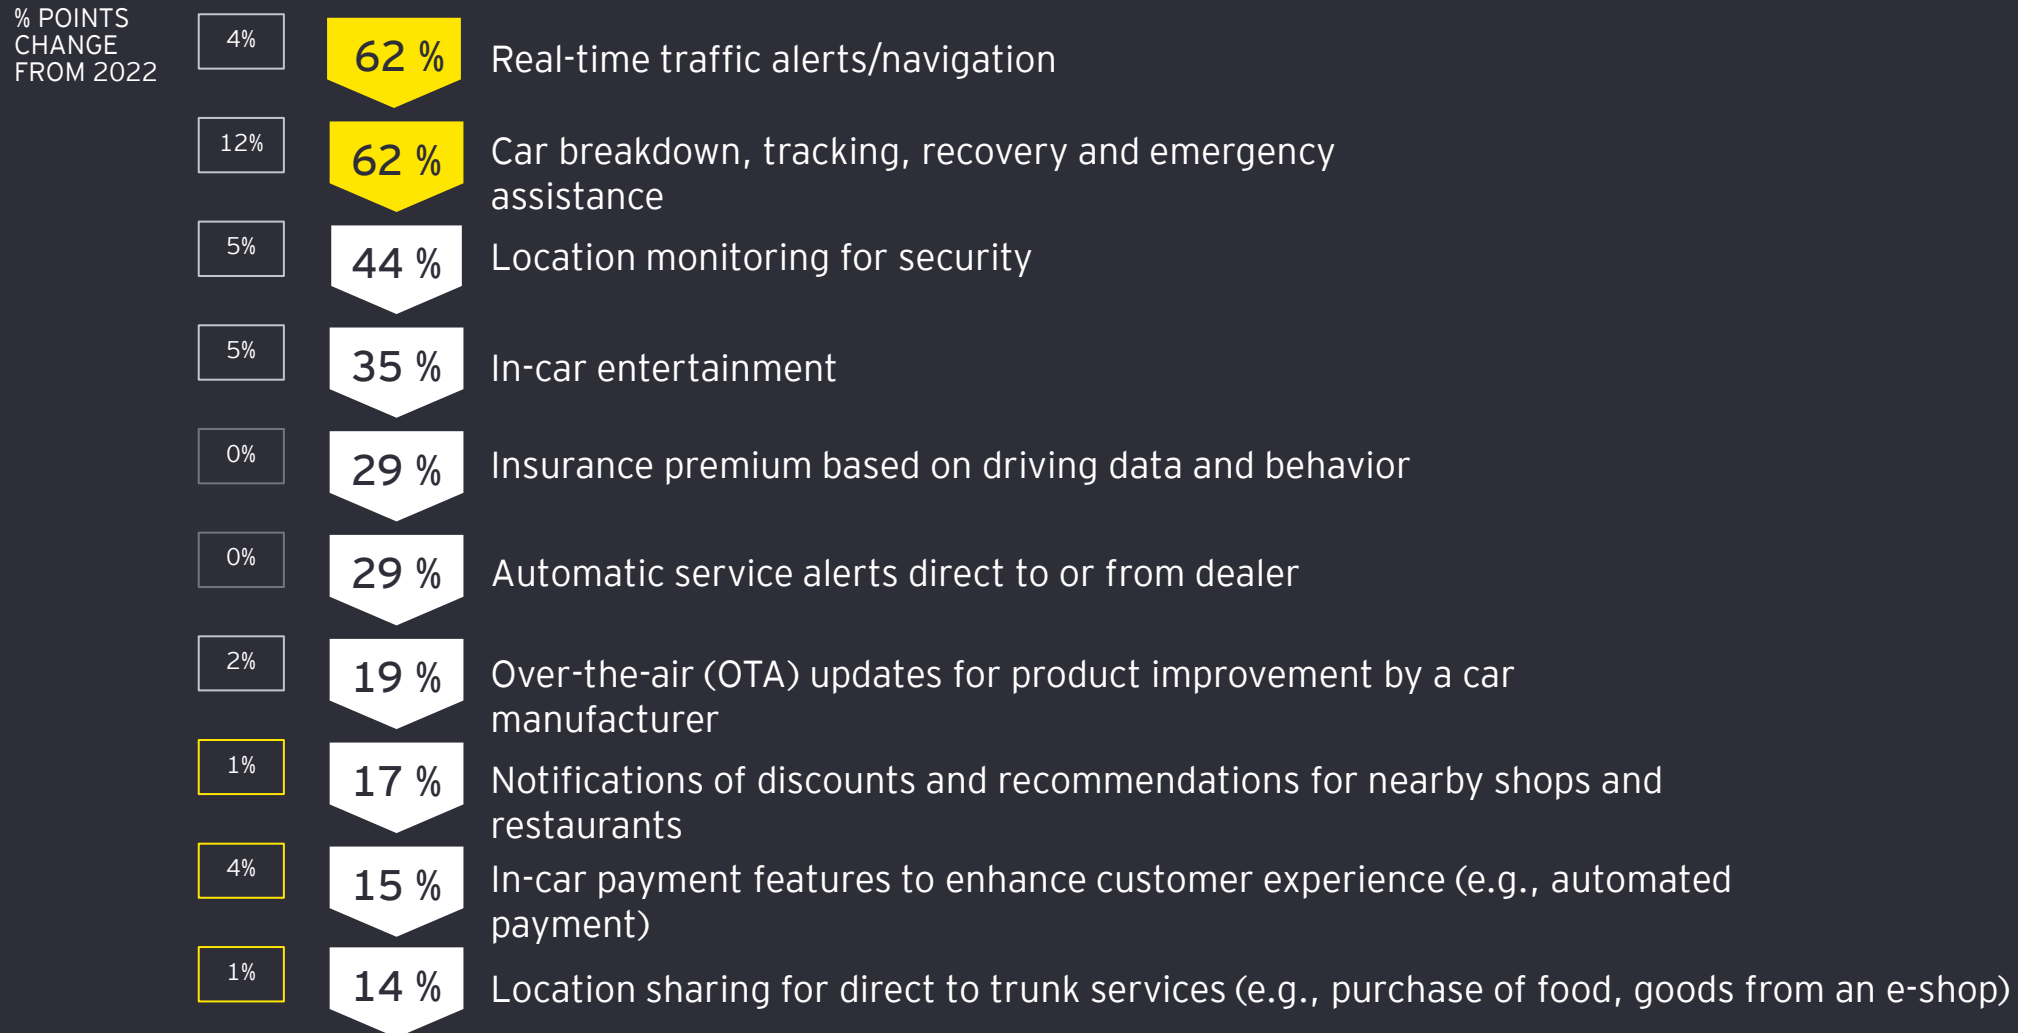 % POINTS
CHANGE
FROM 2022
4%
62 %
Real-time traffic alerts/navigation
12%
62 %
Car breakdown, tracking, recovery and emergency
assistance
5%
44 %
Location monitoring for security
5%
35 %
In-car entertainment
0%
29 %
Insurance premium based on driving data and behavior
0%
29 %
Automatic service alerts direct to or from dealer
2%
19 %
Over-the-air (OTA) updates for product improvement by a car
manufacturer
1%
17 %
Notifications of discounts and recommendations for nearby shops and
restaurants
4%
15 %
In-car payment features to enhance customer experience (e.g., automated
payment)
1%
14 %
Location sharing for direct to trunk services (e.g., purchase of food, goods from an e-shop)